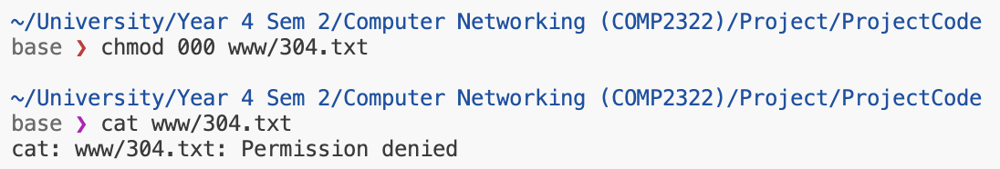 ~/University/Year 4 Sem 2/Computer Networking (COMP2322)/Project/ProjectCode
base ❯ chmod 000 www/304.txt
~/University/Year 4 Sem 2/Computer Networking (COMP2322)/Project/ProjectCode
base ❯ cat www/304.txt
cat: www/304.txt: Permission denied